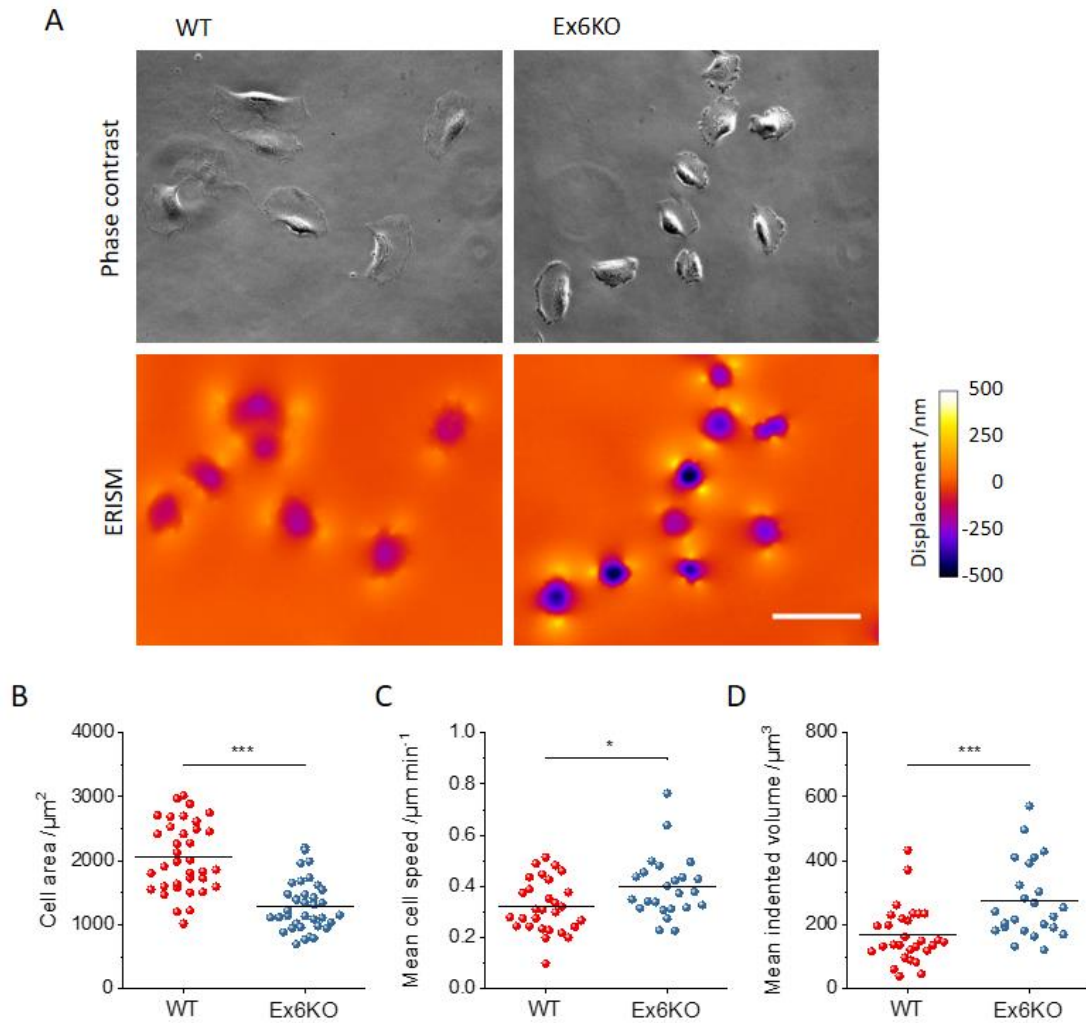 A
WT
Ex6KO
Phase contrast
ERISM
500
250
0
-250
-500
Displacement /nm
B
C
D
4000
3000
2000
1000
0
Cell area /µm²
***
WT
Ex6KO
1.0
0.8
0.6
0.4
0.2
0.0
Mean cell speed /µm min⁻¹
*
WT
Ex6KO
800
600
400
200
0
Mean indented volume /µm³
***
WT
Ex6KO